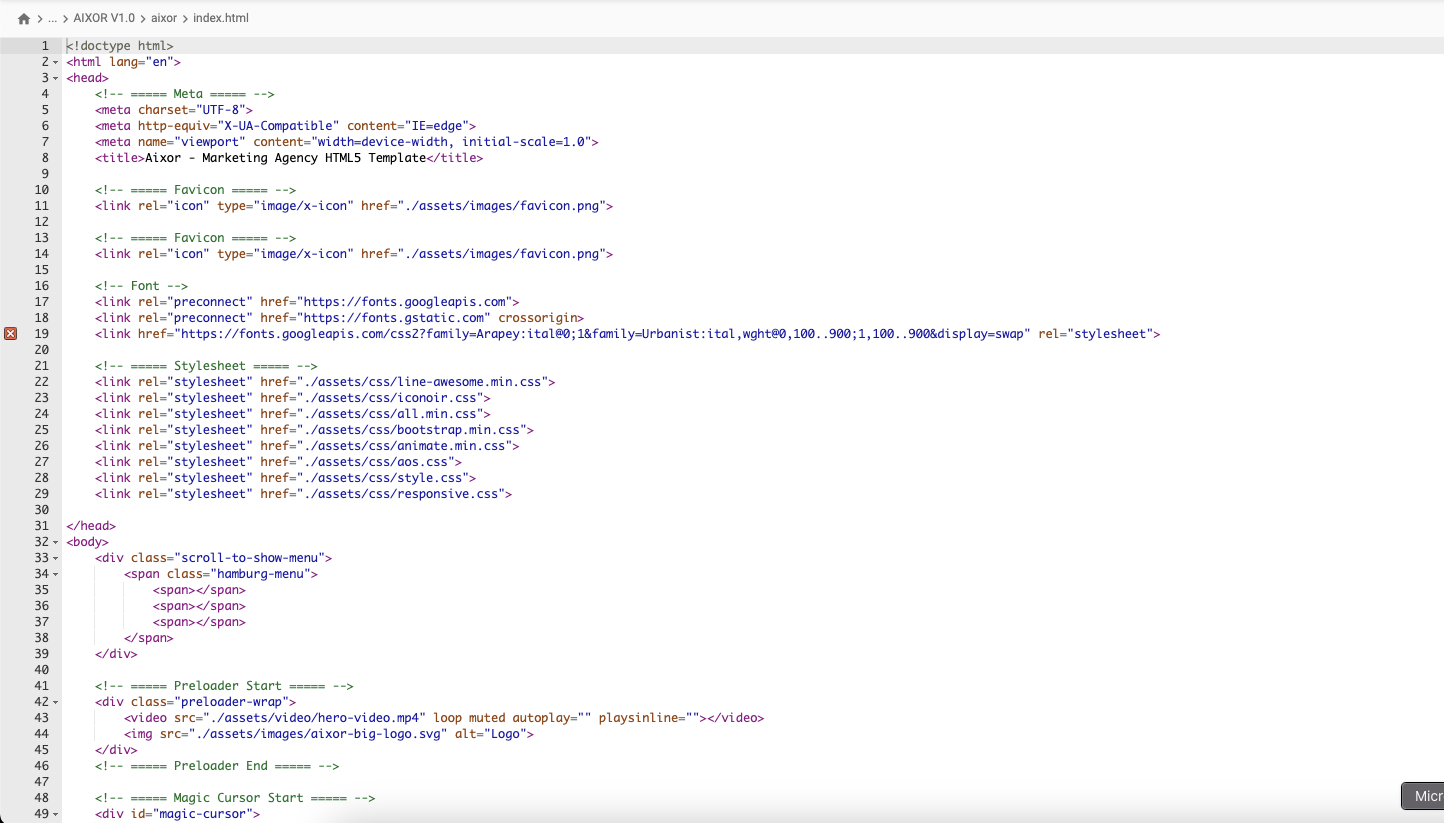 ... AIXOR V1.0 aixor index.html
1 <!doctype html>
2 <html lang="en">
3 <head>
4 <!-- ===== Meta ===== -->
5 <meta charset="UTF-8">
6 <meta http-equiv="X-UA-Compatible" content="IE=edge">
7 <meta name="viewport" content="width=device-width, initial-scale=1.0">
8 <title>Aixor - Marketing Agency HTML5 Template</title>
9
10 <!-- ===== Favicon ===== -->
11 <link rel="icon" type="image/x-icon" href="./assets/images/favicon.png">
12
13 <!-- ===== Favicon ===== -->
14 <link rel="icon" type="image/x-icon" href="./assets/images/favicon.png">
15
16 <!-- Font -->
17 <link rel="preconnect" href="https://fonts.googleapis.com">
18 <link rel="preconnect" href="https://fonts.gstatic.com" crossorigin>
19 <link href="https://fonts.googleapis.com/css2?family=Arapey:ital@0;1&family=Urbanist:ital,wght@0,100..900;1,100..900&display=swap" rel="stylesheet">
20
21 <!-- ===== Stylesheet ===== -->
22 <link rel="stylesheet" href="./assets/css/line-awesome.min.css">
23 <link rel="stylesheet" href="./assets/css/iconoir.css">
24 <link rel="stylesheet" href="./assets/css/all.min.css">
25 <link rel="stylesheet" href="./assets/css/bootstrap.min.css">
26 <link rel="stylesheet" href="./assets/css/animate.min.css">
27 <link rel="stylesheet" href="./assets/css/aos.css">
28 <link rel="stylesheet" href="./assets/css/style.css">
29 <link rel="stylesheet" href="./assets/css/responsive.css">
30
31 </head>
32 <body>
33 <div class="scroll-to-show-menu">
34 <span class="hamburg-menu">
35 <span></span>
36 <span></span>
37 <span></span>
38 </span>
39 </div>
40
41 <!-- ===== Preloader Start ===== -->
42 <div class="preloader-wrap">
43 <video src="./assets/video/hero-video.mp4" loop muted autoplay="" playsinline=""></video>
44 <img src="./assets/images/aixor-big-logo.svg" alt="Logo">
45 </div>
46 <!-- ===== Preloader End ===== -->
47
48 <!-- ===== Magic Cursor Start ===== -->
49 <div id="magic-cursor">
Micr